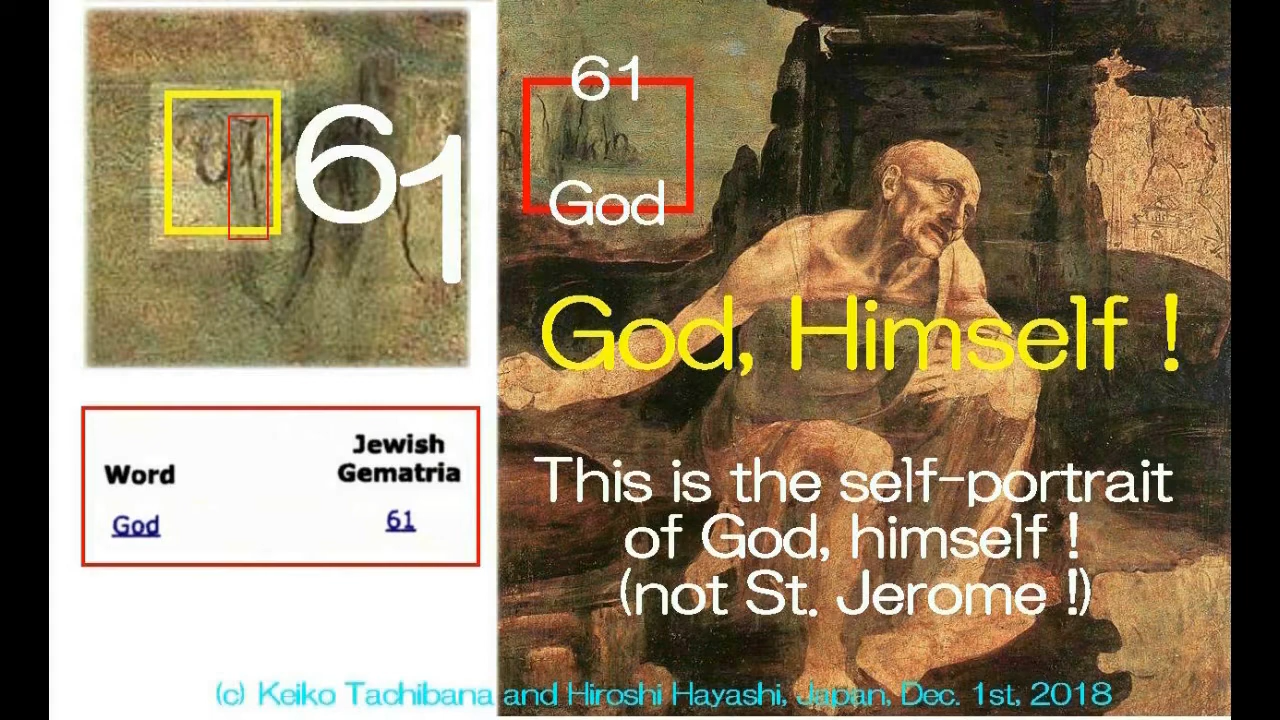 61
61
God
God, Himself !
Word
Jewish
Gematria
God
61
This is the self-portrait
of God, himself !
(not St. Jerome !)
(c) Keiko Tachibana and Hiroshi Hayashi, Japan, Dec. 1st, 2018